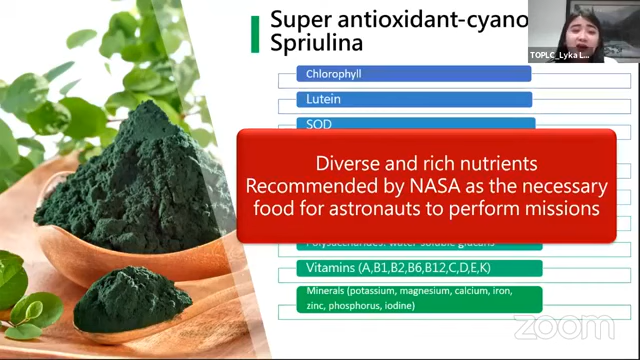 Super antioxidant-cyano
Spriulina
TOPLC_Lyka L...
Chlorophyll
Lutein
SOD
Diverse and rich nutrients
Recommended by NASA as the necessary
food for astronauts to perform missions
Polysaccharides: water-soluble glucans
Vitamins (A,B1,B2,B6,B12,C,D,E,K)
Minerals (potassium, magnesium, calcium, iron,
zinc, phosphorus, iodine)
zoom